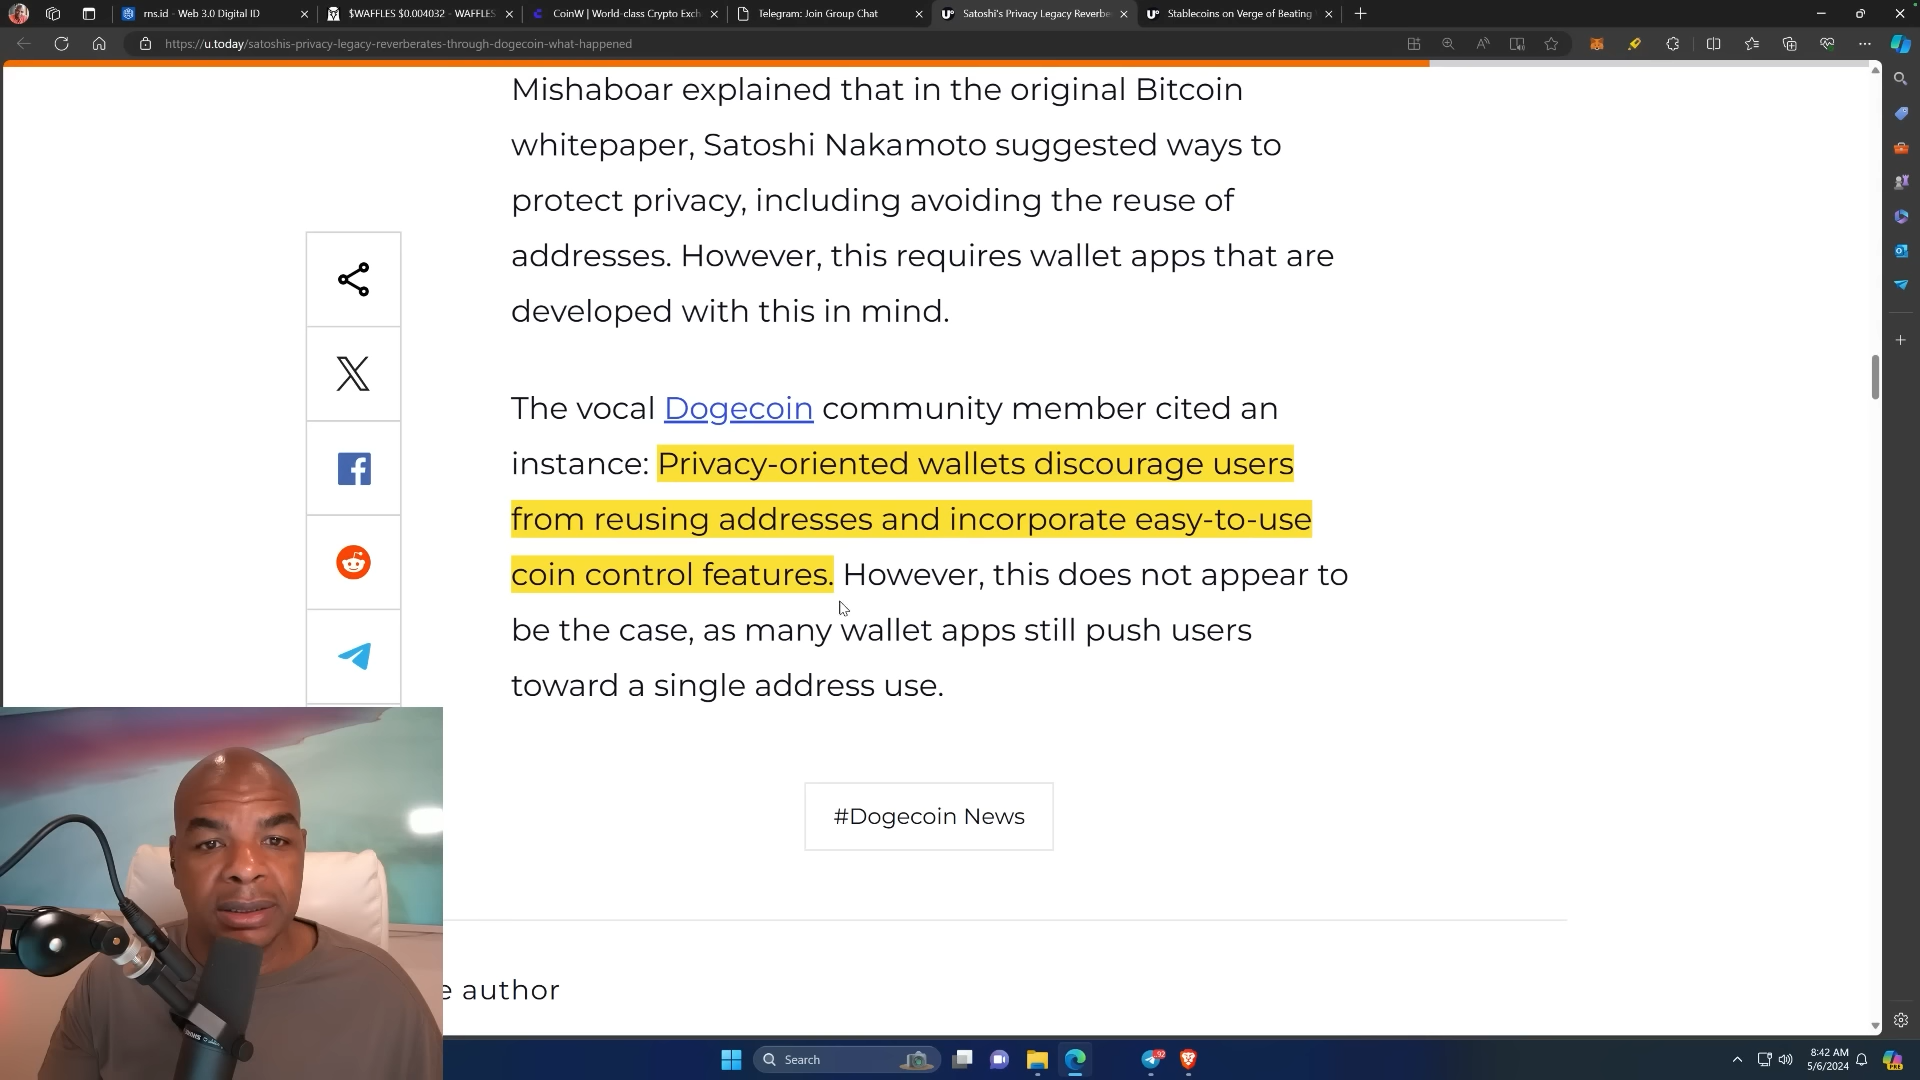 rns.id - Web 3.0 Digital ID
$WAFFLES $0.004032 - WAFFLES
CoinW | World-class Crypto Exch
Telegram: Join Group Chat
Satoshi's Privacy Legacy Reverbe
Stablecoins on Verge of Beating
https://u.today/satoshis-privacy-legacy-reverberates-through-dogecoin-what-happened
Mishaboar explained that in the original Bitcoin
whitepaper, Satoshi Nakamoto suggested ways to
protect privacy, including avoiding the reuse of
addresses. However, this requires wallet apps that are
developed with this in mind.
The vocal Dogecoin community member cited an
instance: Privacy-oriented wallets discourage users
from reusing addresses and incorporate easy-to-use
coin control features. However, this does not appear to
be the case, as many wallet apps still push users
toward a single address use.
#Dogecoin News
e author
Search
92
8:42 AM
5/6/2024